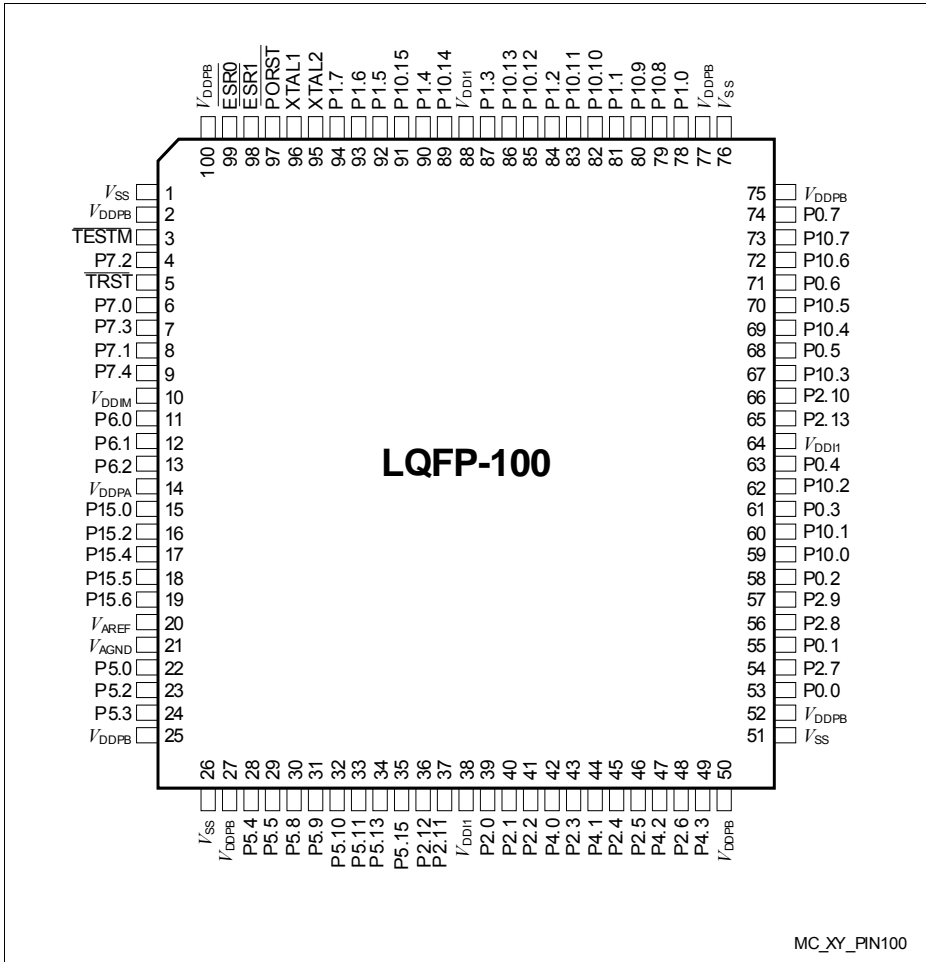 VDDPB
ESR0
ESR1
PORST
XTAL1
XTAL2
P1.7
P1.6
P1.5
P10.15
P1.4
P10.14
VDDI1
P1.3
P10.13
P10.12
P1.2
P10.11
P10.10
P1.1
P10.9
P10.8
P1.0
VDDPB
VSS
100
99
98
97
96
95
94
93
92
91
90
89
88
87
86
85
84
83
82
81
80
79
78
77
76
VSS 1
VDDPB 2
TESTM 3
P7.2 4
TRST 5
P7.0 6
P7.3 7
P7.1 8
P7.4 9
VDDIM 10
P6.0 11
P6.1 12
P6.2 13
VDDPA 14
P15.0 15
P15.2 16
P15.4 17
P15.5 18
P15.6 19
VAREF 20
VAGND 21
P5.0 22
P5.2 23
P5.3 24
VDDPB 25
LQFP-100
75 VDDPB
74 P0.7
73 P10.7
72 P10.6
71 P0.6
70 P10.5
69 P10.4
68 P0.5
67 P10.3
66 P2.10
65 P2.13
64 VDDI1
63 P0.4
62 P10.2
61 P0.3
60 P10.1
59 P10.0
58 P0.2
57 P2.9
56 P2.8
55 P0.1
54 P2.7
53 P0.0
52 VDDPB
51 VSS
26
27
28
29
30
31
32
33
34
35
36
37
38
39
40
41
42
43
44
45
46
47
48
49
50
VSS
VDDPB
P5.4
P5.5
P5.8
P5.9
P5.10
P5.11
P5.13
P5.15
P2.12
P2.11
VDDI1
P2.0
P2.1
P2.2
P4.0
P2.3
P4.1
P2.4
P2.5
P4.2
P2.6
P4.3
VDDPB
MC_XY_PIN100